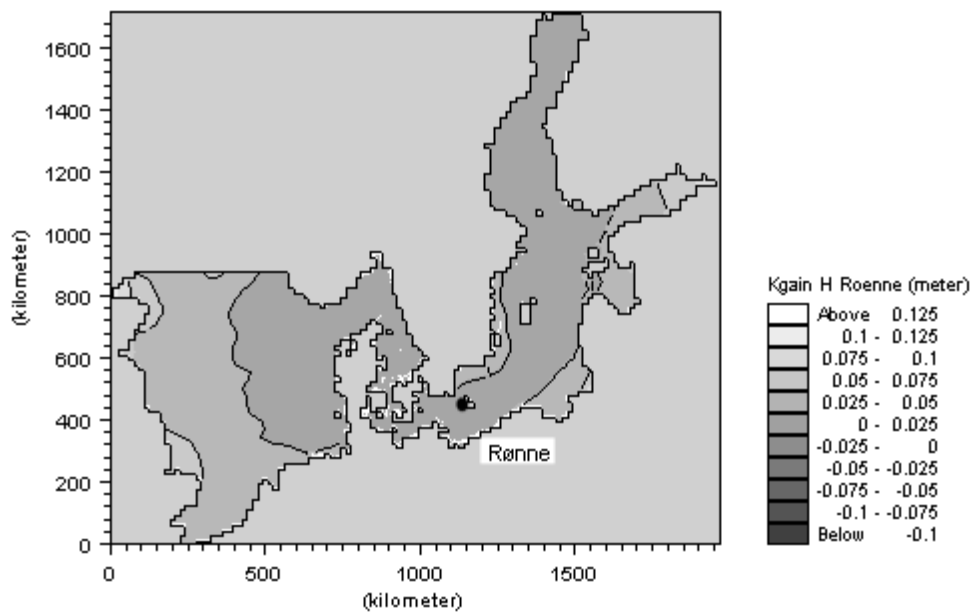 1600
1400
1200
1000
800
600
400
200
0
(kilometer)
0 500 1000 1500
(kilometer)
Rønne
Kgain H Roenne (meter)
Above 0.125
0.1 - 0.125
0.075 - 0.1
0.05 - 0.075
0.025 - 0.05
0 - 0.025
-0.025 - 0
-0.05 - -0.025
-0.075 - -0.05
-0.1 - -0.075
Below -0.1